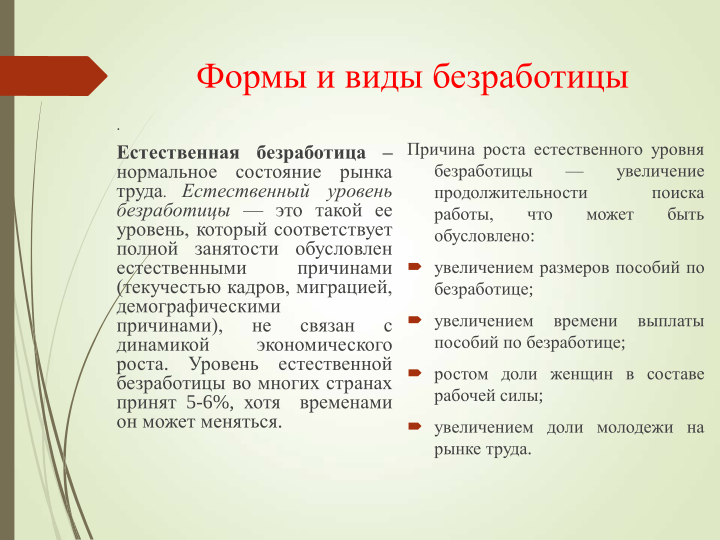 Формы и виды безработицы
.
Естественная безработица –
нормальное состояние рынка
труда. Естественный уровень
безработицы — это такой ее
уровень, который соответствует
полной занятости обусловлен
естественными причинами
(текучестью кадров, миграцией,
демографическими
причинами), не связан с
динамикой экономического
роста. Уровень естественной
безработицы во многих странах
принят 5-6%, хотя временами
он может меняться.
Причина роста естественного уровня
безработицы — увеличение
продолжительности поиска
работы, что может быть
обусловлено:
увеличением размеров пособий по
безработице;
увеличением времени выплаты
пособий по безработице;
ростом доли женщин в составе
рабочей силы;
увеличением доли молодежи на
рынке труда.